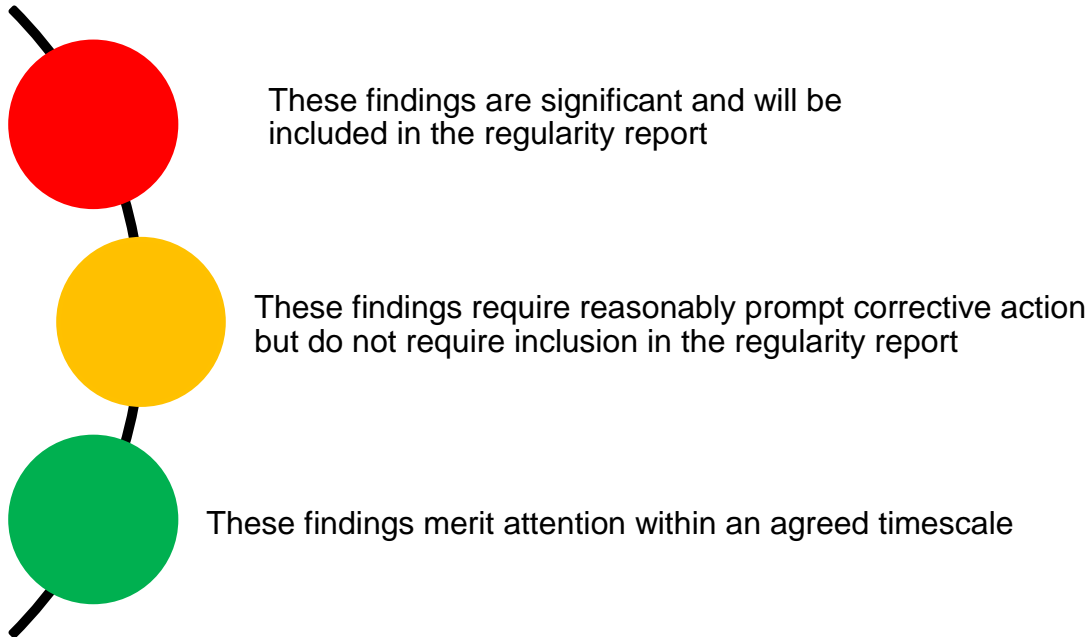 These findings are significant and will be
included in the regularity report
These findings require reasonably prompt corrective action
but do not require inclusion in the regularity report
These findings merit attention within an agreed timescale